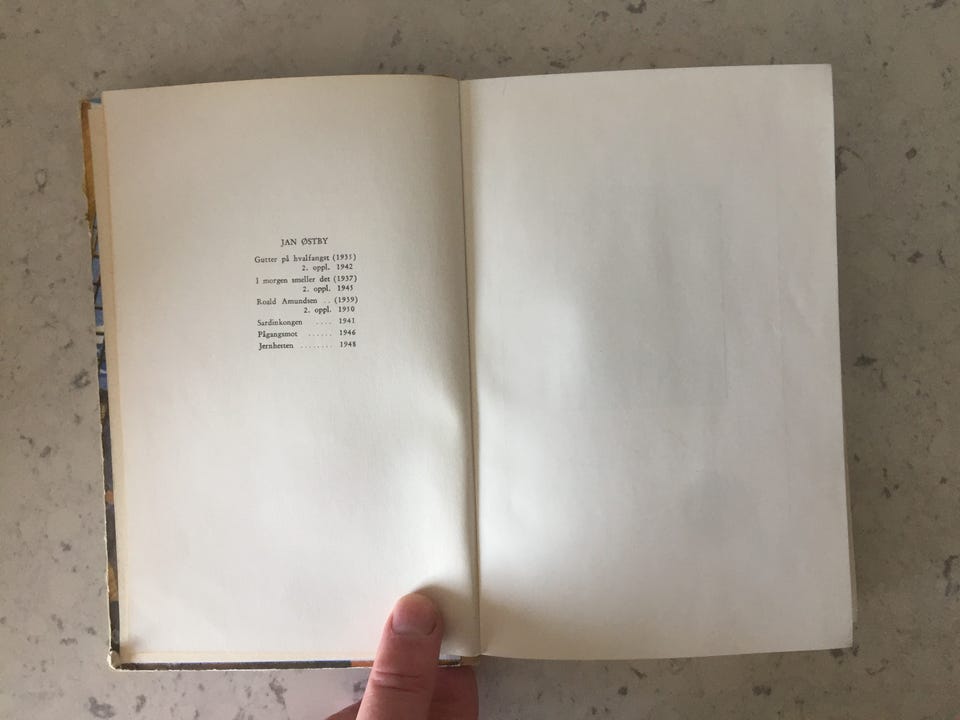 JAN ØSTBY
Gutter på hvalfangst (1935)
2. oppl. 1942
I morgen smeller det (1937)
2. oppl. 1945
Roald Amundsen .. (1939)
2. oppl. 1950
Sardinkongen .... 1941
Pågangsmot ...... 1946
Jernhesten ........ 1948